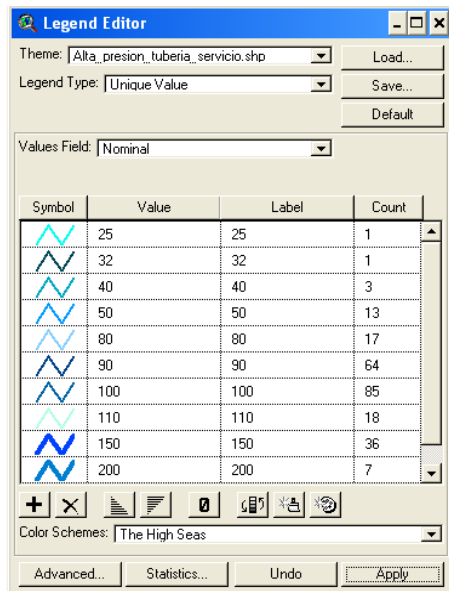 Legend Editor
Theme: Alta_presion_tuberia_servicio.shp Load...
Legend Type: Unique Value Save...
Default
Values Field: Nominal
Symbol Value Label Count
25 25 1
32 32 1
40 40 3
50 50 13
80 80 17
90 90 64
100 100 85
110 110 18
150 150 36
200 200 7
0
Color Schemes: The High Seas
Advanced... Statistics... Undo Apply